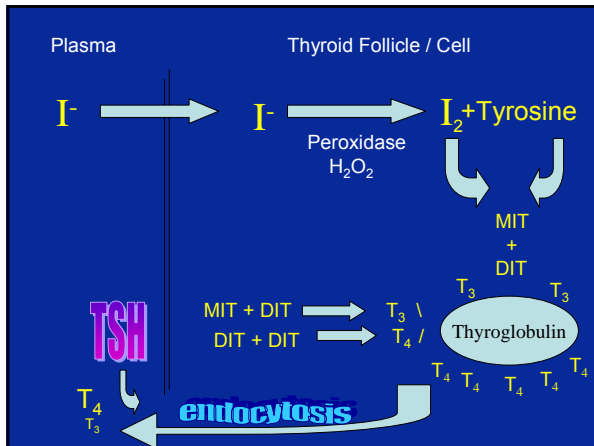 Plasma
Thyroid Follicle / Cell
I⁻
I⁻
I₂+Tyrosine
Peroxidase
H₂O₂
MIT
+
DIT
T₃
T₃
MIT + DIT
T₃ \
DIT + DIT
T₄ /
Thyroglobulin
T₄
T₄
T₄
T₄
T₄
TSH
T₄
T₃
endocytosis